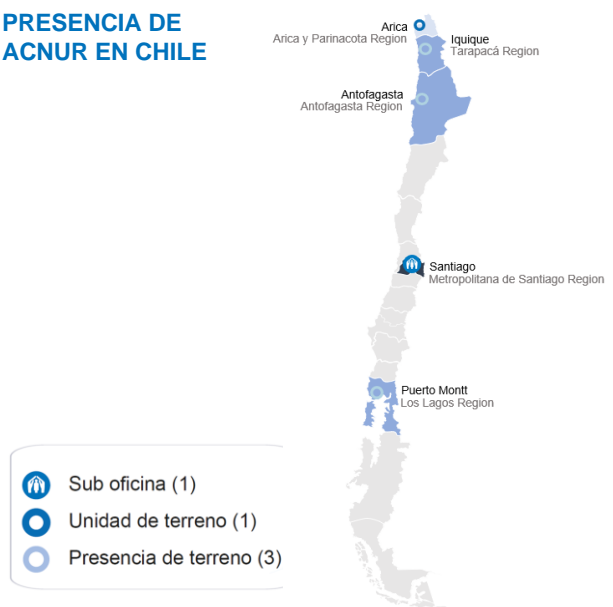 PRESENCIA DE
ACNUR EN CHILE
Arica
Arica y Parinacota Region
Iquique
Tarapacá Region
Antofagasta
Antofagasta Region
Santiago
Metropolitana de Santiago Region
Puerto Montt
Los Lagos Region
Sub oficina (1)
Unidad de terreno (1)
Presencia de terreno (3)